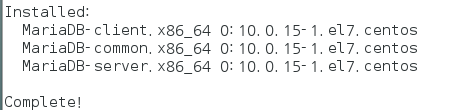 Installed:
MariaDB-client.x86_64 0:10.0.15-1.el7.centos
MariaDB-common.x86_64 0:10.0.15-1.el7.centos
MariaDB-server.x86_64 0:10.0.15-1.el7.centos
Complete!